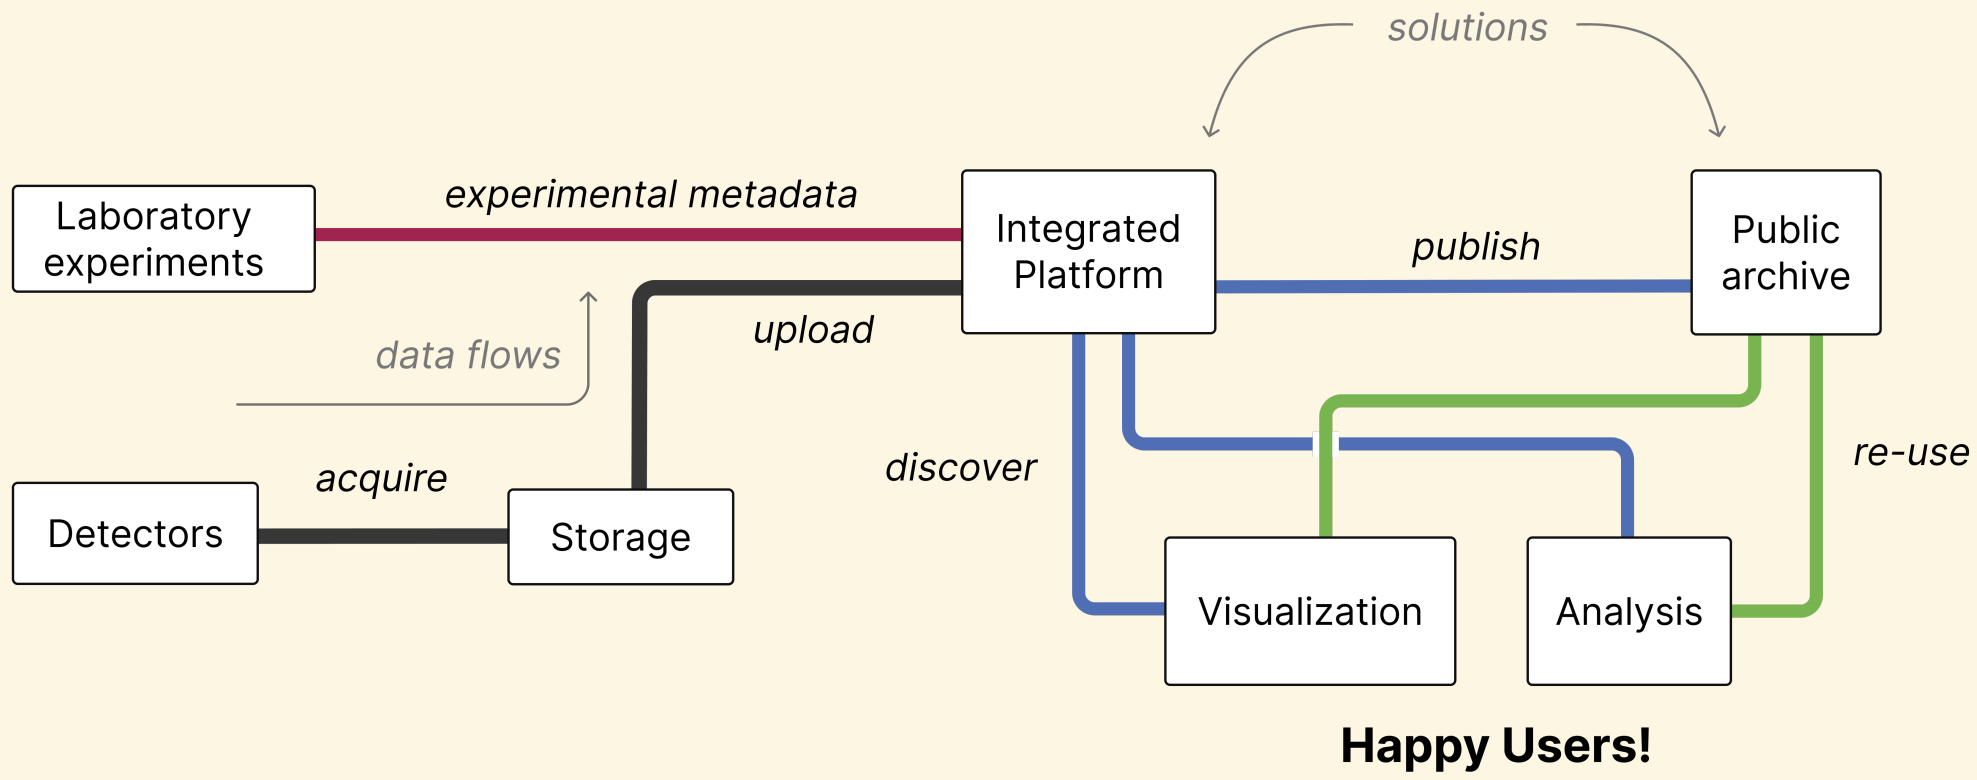 solutions
Laboratory
experiments
experimental metadata
Integrated
Platform
publish
Public
archive
upload
data flows
discover
re-use
acquire
Detectors
Storage
Visualization
Analysis
Happy Users!